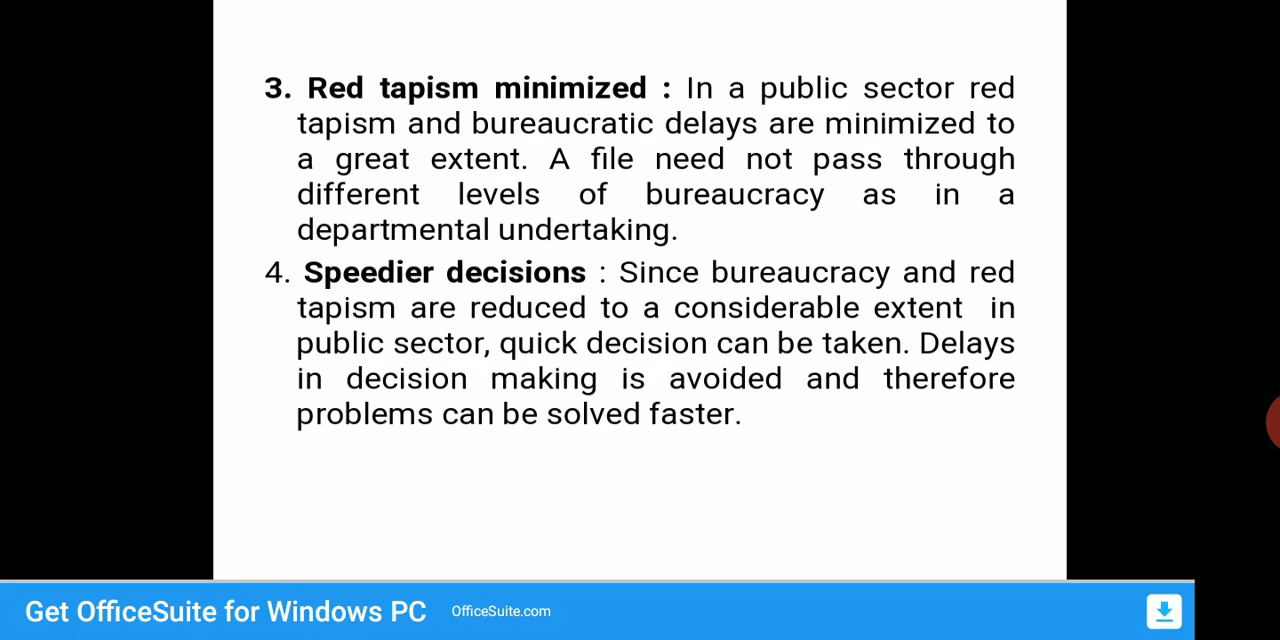 3. Red tapism minimized : In a public sector red
tapism and bureaucratic delays are minimized to
a great extent. A file need not pass through
different levels of bureaucracy as in a
departmental undertaking.
4. Speedier decisions : Since bureaucracy and red
tapism are reduced to a considerable extent in
public sector, quick decision can be taken. Delays
in decision making is avoided and therefore
problems can be solved faster.
Get OfficeSuite for Windows PC OfficeSuite.com